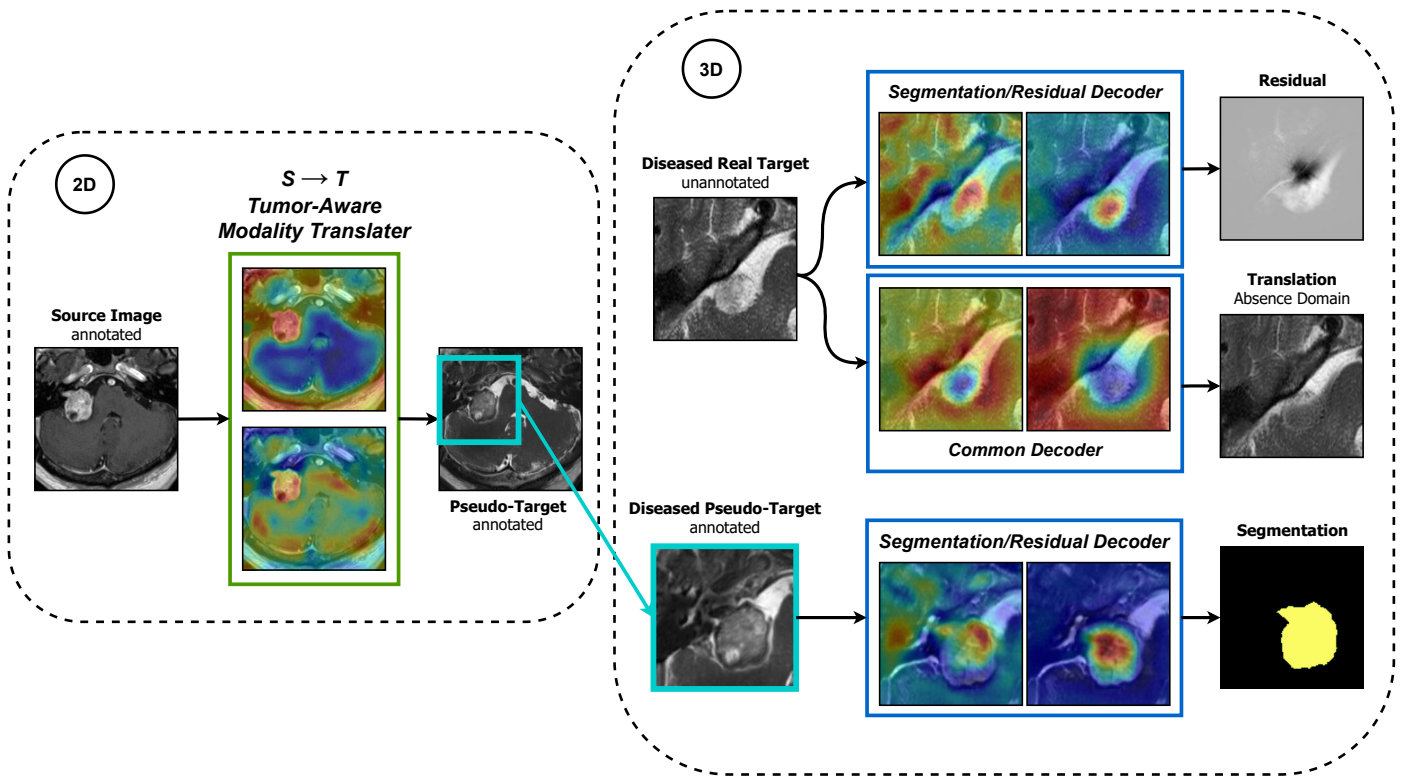 2D
S → T
Tumor-Aware
Modality Translater
Source Image
annotated
Pseudo-Target
annotated
3D
Diseased Real Target
unannotated
Segmentation/Residual Decoder
Residual
Common Decoder
Translation
Absence Domain
Diseased Pseudo-Target
annotated
Segmentation/Residual Decoder
Segmentation